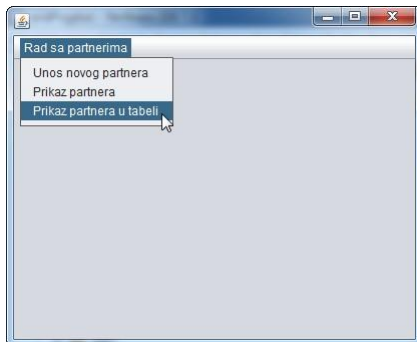 Rad sa partnerima
Unos novog partnera
Prikaz partnera
Prikaz partnera u tabeli